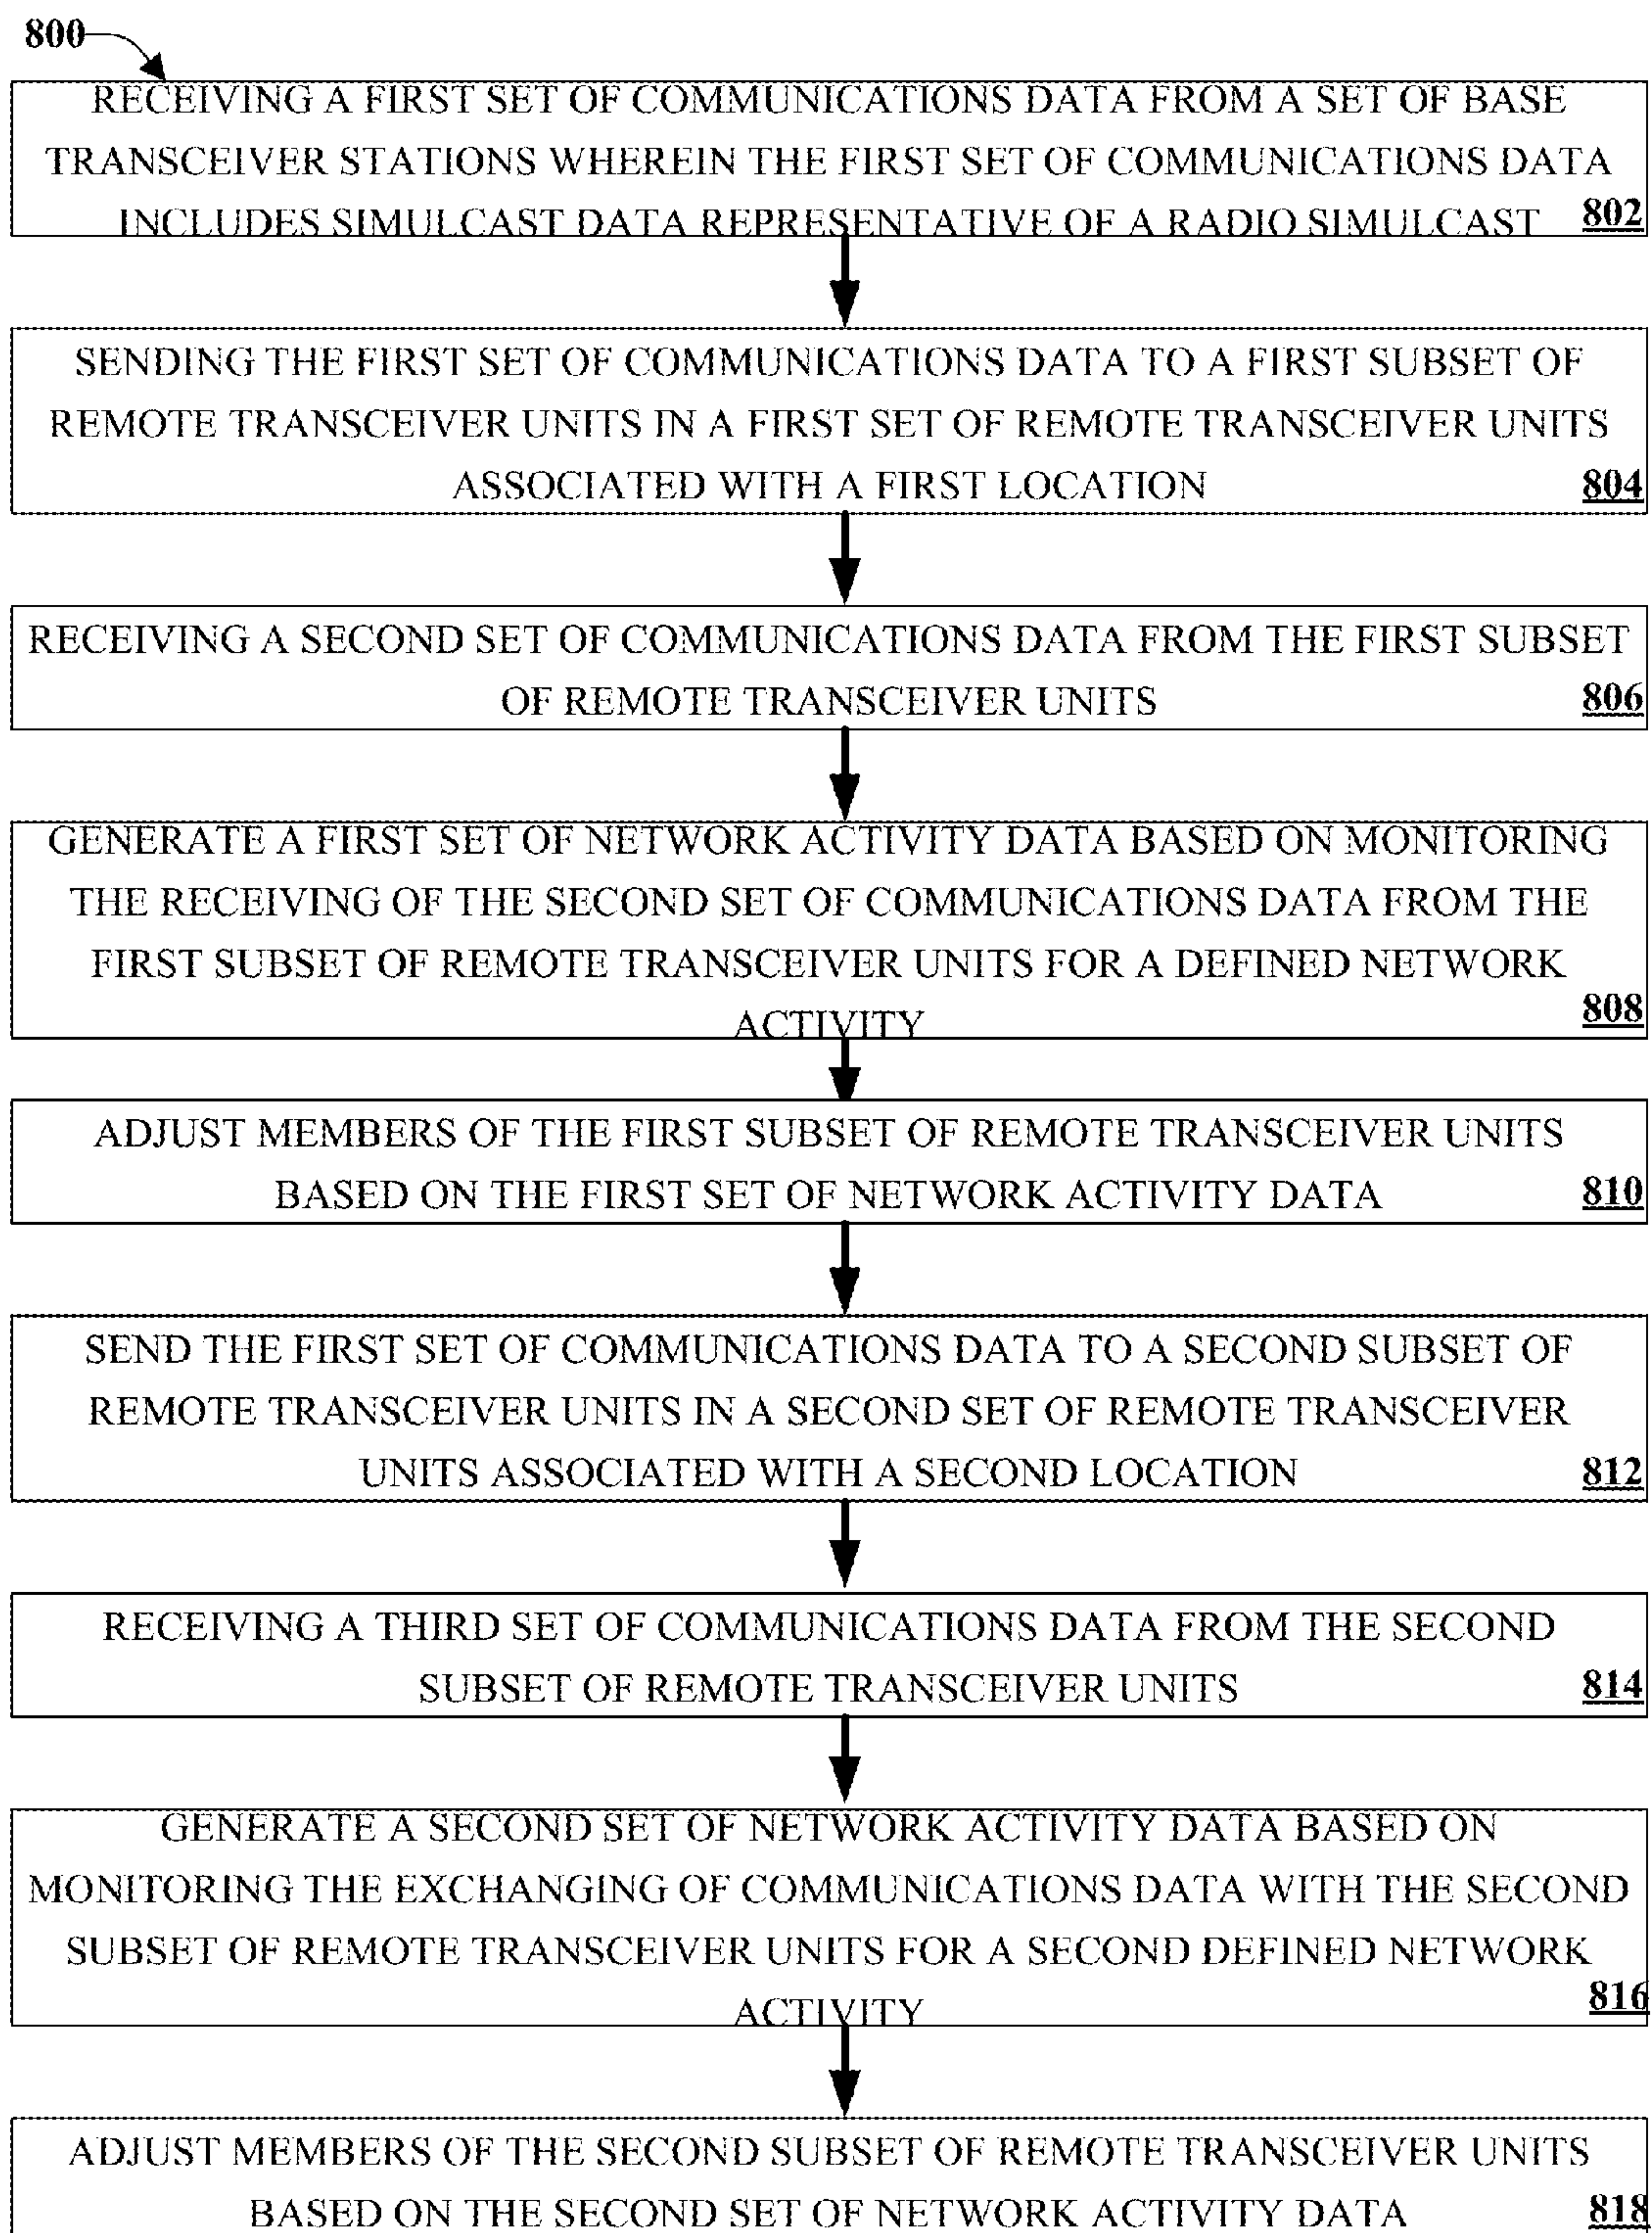 800
RECEIVING A FIRST SET OF COMMUNICATIONS DATA FROM A SET OF BASE
TRANSCEIVER STATIONS WHEREIN THE FIRST SET OF COMMUNICATIONS DATA
INCLUDES SIMULCAST DATA REPRESENTATIVE OF A RADIO SIMULCAST 802
SENDING THE FIRST SET OF COMMUNICATIONS DATA TO A FIRST SUBSET OF
REMOTE TRANSCEIVER UNITS IN A FIRST SET OF REMOTE TRANSCEIVER UNITS
ASSOCIATED WITH A FIRST LOCATION 804
RECEIVING A SECOND SET OF COMMUNICATIONS DATA FROM THE FIRST SUBSET
OF REMOTE TRANSCEIVER UNITS 806
GENERATE A FIRST SET OF NETWORK ACTIVITY DATA BASED ON MONITORING
THE RECEIVING OF THE SECOND SET OF COMMUNICATIONS DATA FROM THE
FIRST SUBSET OF REMOTE TRANSCEIVER UNITS FOR A DEFINED NETWORK
ACTIVITY 808
ADJUST MEMBERS OF THE FIRST SUBSET OF REMOTE TRANSCEIVER UNITS
BASED ON THE FIRST SET OF NETWORK ACTIVITY DATA 810
SEND THE FIRST SET OF COMMUNICATIONS DATA TO A SECOND SUBSET OF
REMOTE TRANSCEIVER UNITS IN A SECOND SET OF REMOTE TRANSCEIVER
UNITS ASSOCIATED WITH A SECOND LOCATION 812
RECEIVING A THIRD SET OF COMMUNICATIONS DATA FROM THE SECOND
SUBSET OF REMOTE TRANSCEIVER UNITS 814
GENERATE A SECOND SET OF NETWORK ACTIVITY DATA BASED ON
MONITORING THE EXCHANGING OF COMMUNICATIONS DATA WITH THE SECOND
SUBSET OF REMOTE TRANSCEIVER UNITS FOR A SECOND DEFINED NETWORK
ACTIVITY 816
ADJUST MEMBERS OF THE SECOND SUBSET OF REMOTE TRANSCEIVER UNITS
BASED ON THE SECOND SET OF NETWORK ACTIVITY DATA 818